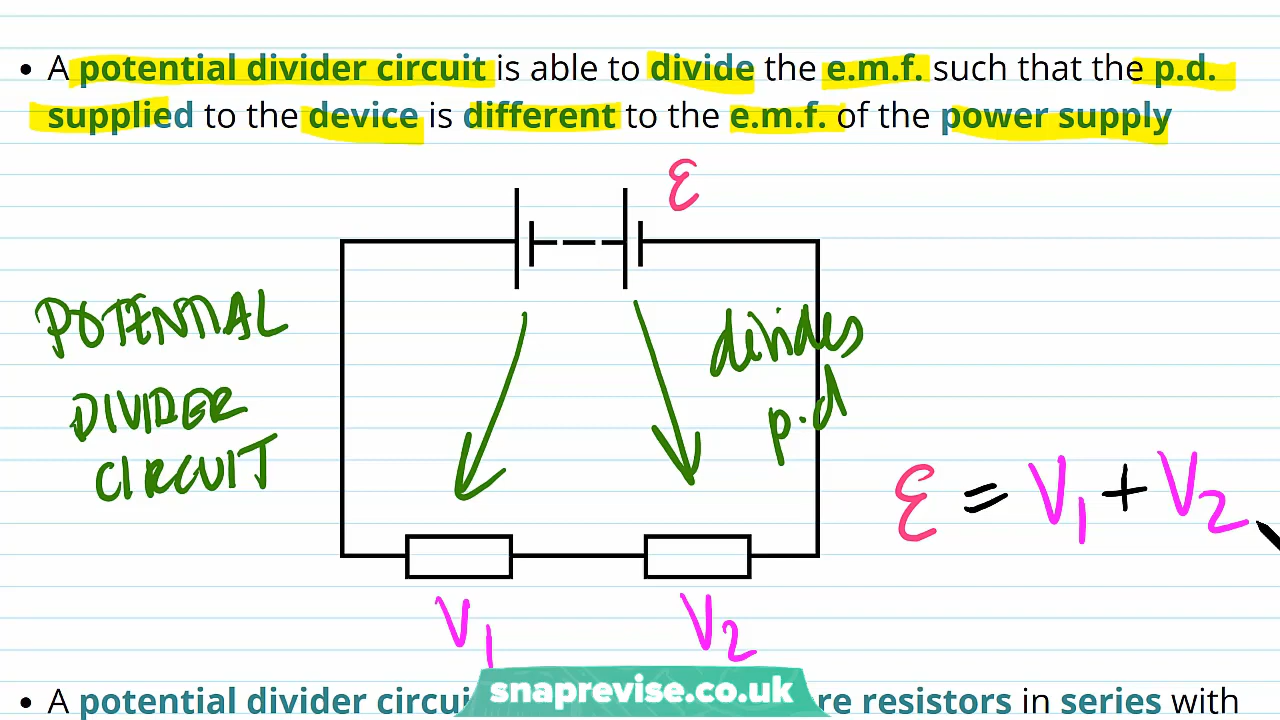 • A potential divider circuit is able to divide the e.m.f. such that the p.d.
supplied to the device is different to the e.m.f. of the power supply
ε
POTENTIAL
DIVIDER
CIRCUIT
divides
p.d
ε = V1 + V2
V1
V2
snaprevise.co.uk
• A potential divider circui re resistors in series with